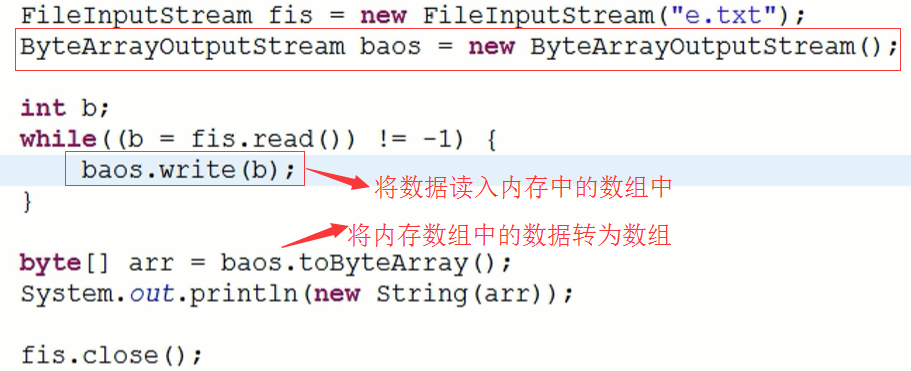 FileInputStream fis = new FileInputStream("e.txt");
ByteArrayOutputStream baos = new ByteArrayOutputStream();
int b;
while((b = fis.read()) != -1) {
baos.write(b);
将数据读入内存中的数组中
}
将内存数组中的数据转为数组
byte[] arr = baos.toByteArray();
System.out.println(new String(arr));
fis.close();